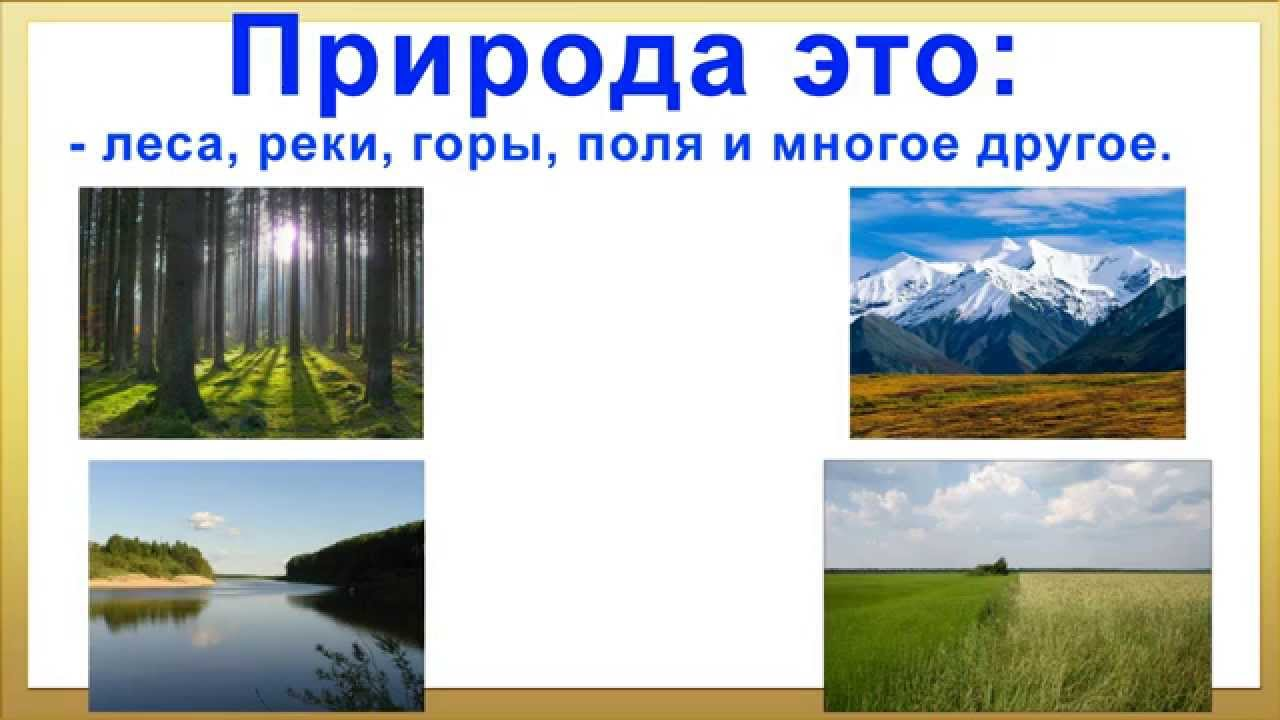 Природа это:
- леса, реки, горы, поля и многое другое.